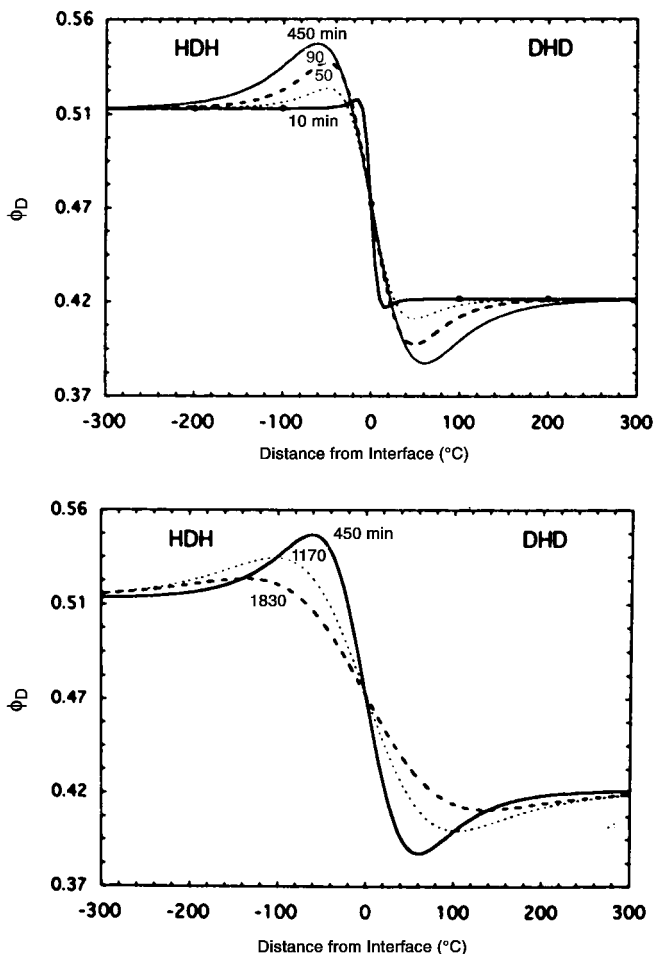 0.56
450 min
HDH
DHD
90
50
0.51
10 min
ϕD
0.47
0.42
0.37
-300 -200 -100 0 100 200 300
Distance from Interface (°C)
0.56
450 min
HDH
DHD
1170
0.51
1830
ϕD
0.47
0.42
0.37
-300 -200 -100 0 100 200 300
Distance from Interface (°C)